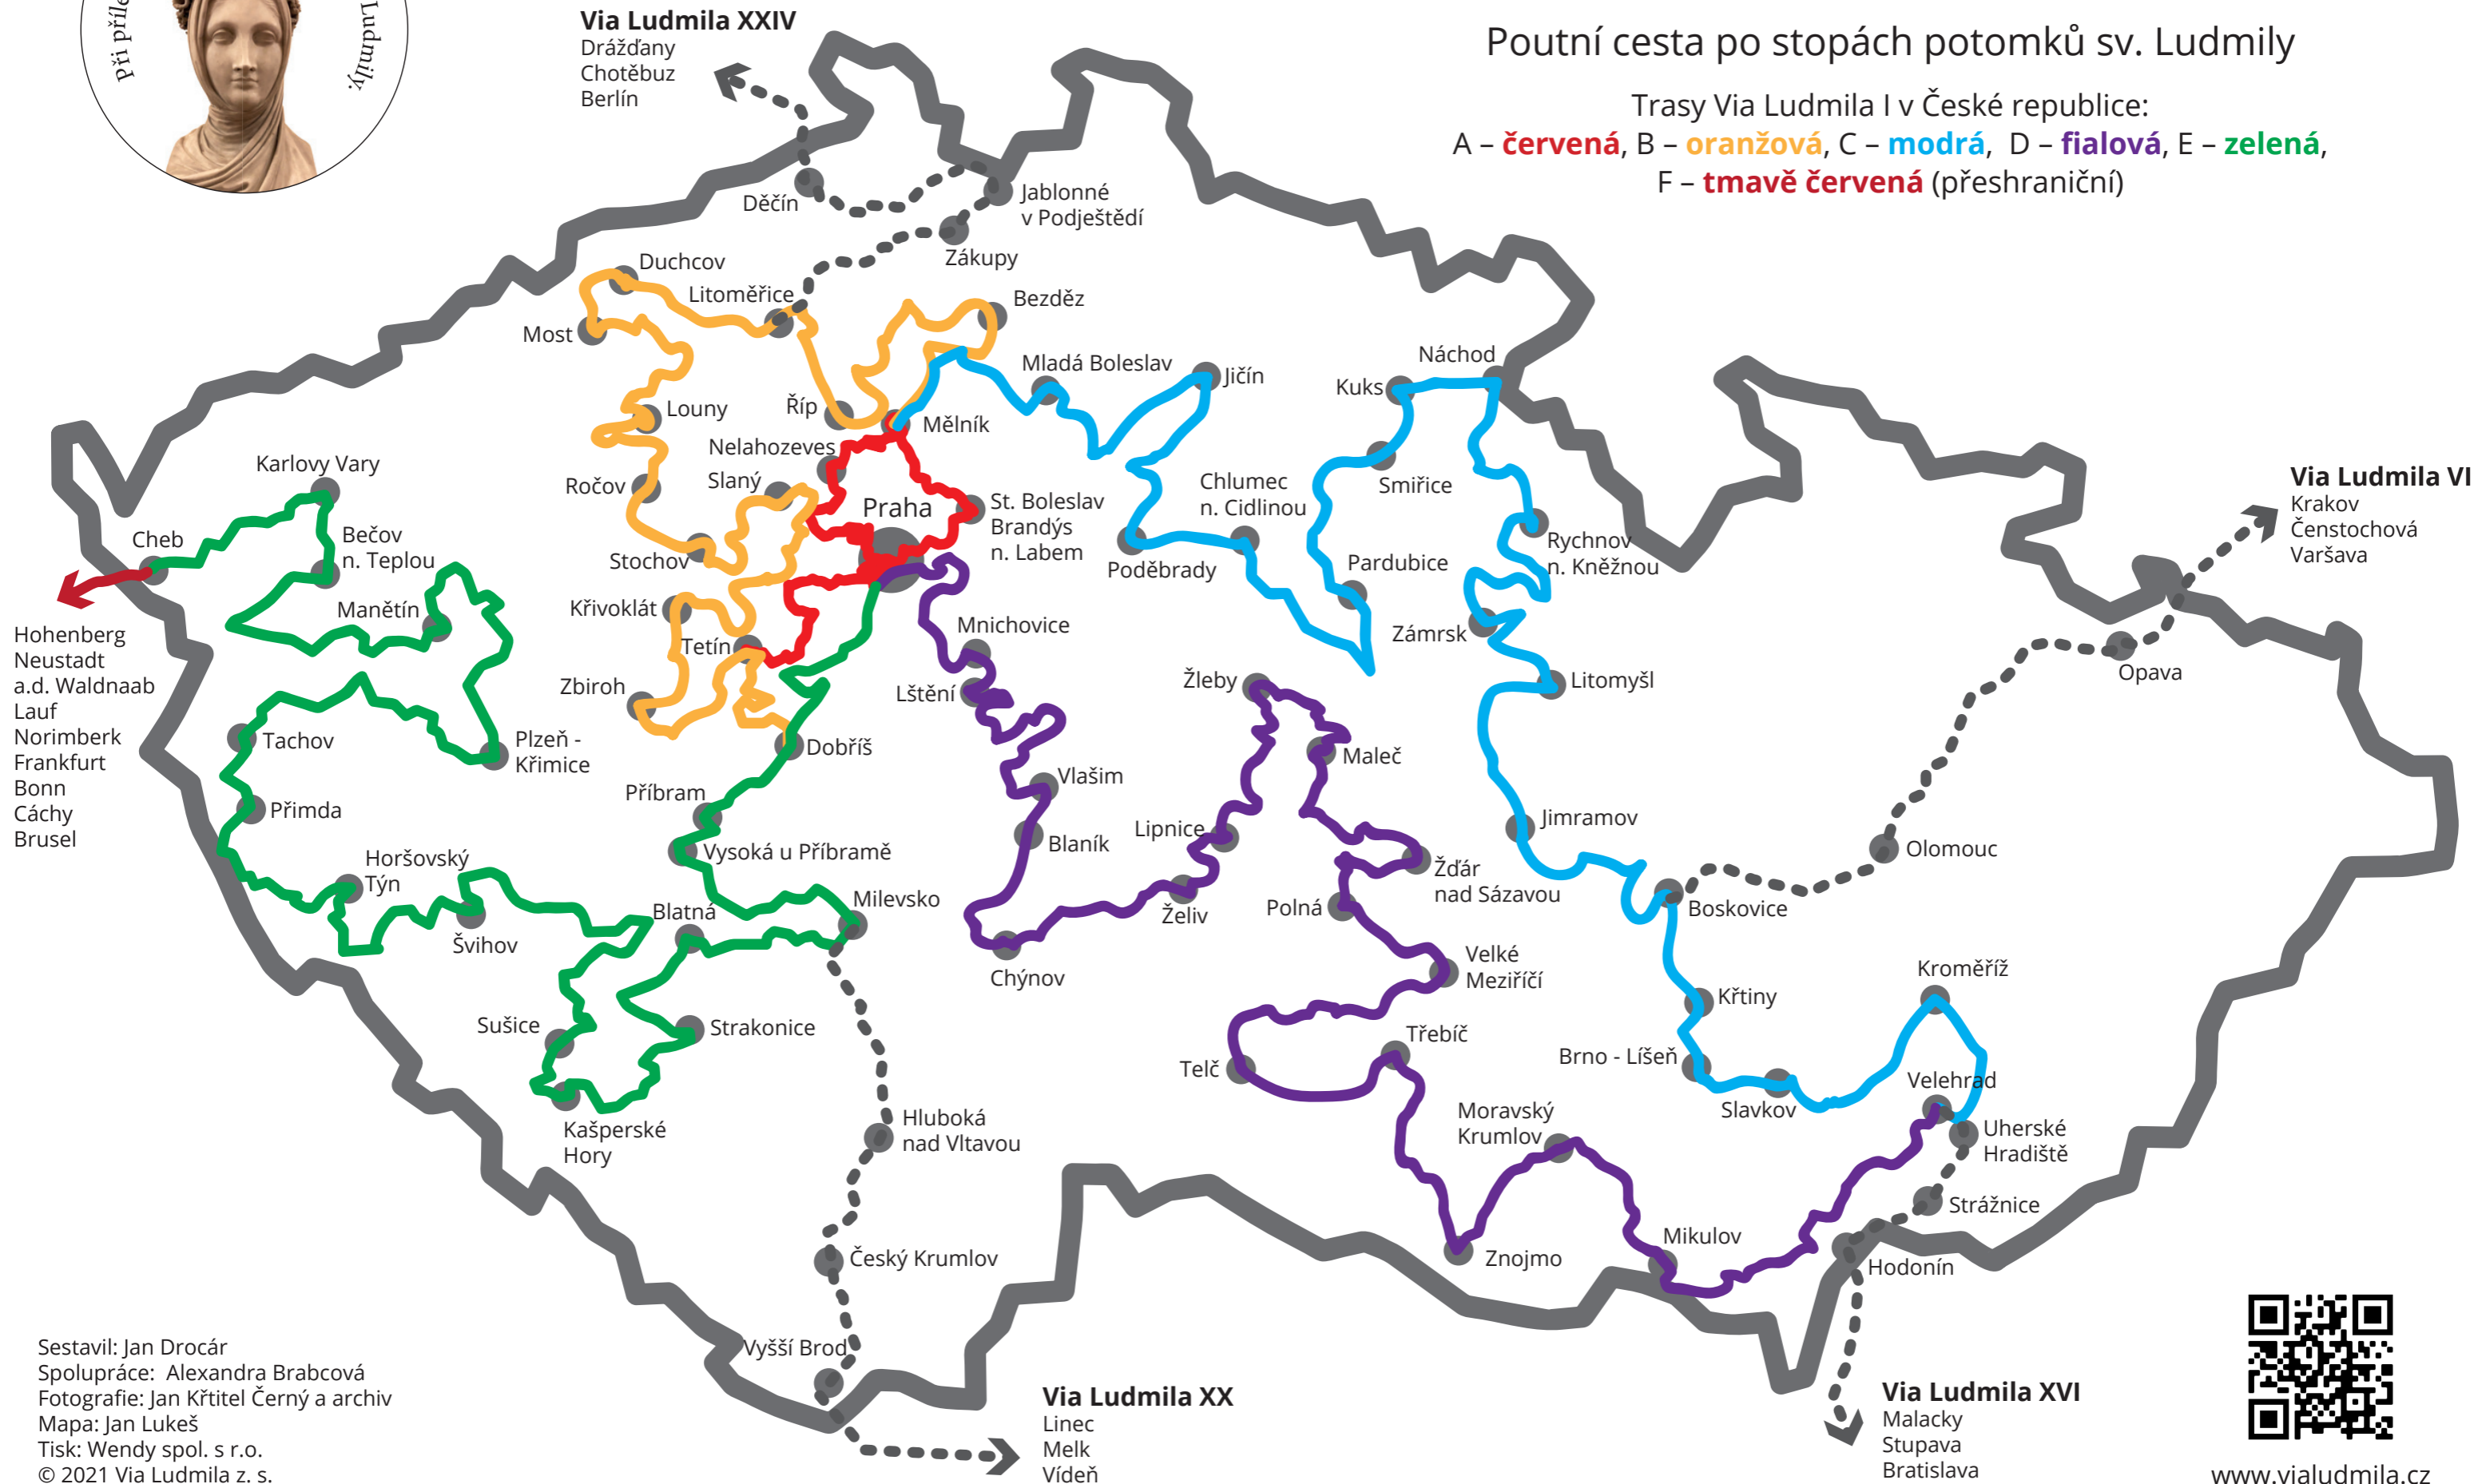 Při příle
Ludmily.
Via Ludmila XXIV
Drážďany
Chotěbuz
Berlín
Poutní cesta po stopách potomků sv. Ludmily
Trasy Via Ludmila I v České republice:
A – červená, B – oranžová, C – modrá, D – fialová, E – zelená,
F – tmavě červená (přeshraniční)
Děčín
Jablonné
v Podještědí
Zákupy
Duchcov
Litoměřice
Bezděz
Most
Mladá Boleslav
Jičín
Náchod
Kuks
Louny
Říp
Mělník
Nelahozeves
Karlovy Vary
Slaný
Ročov
Praha
St. Boleslav
Brandýs
n. Labem
Chlumec
n. Cidlinou
Smiřice
Via Ludmila VI
Krakov
Čenstochová
Varšava
Cheb
Bečov
n. Teplou
Stochov
Poděbrady
Pardubice
Rychnov
n. Kněžnou
Manětín
Křivoklát
Mnichovice
Zámrsk
Tetín
Hohenberg
Neustadt
a.d. Waldnaab
Lauf
Norimberk
Frankfurt
Bonn
Cáchy
Brusel
Zbiroh
Lštění
Žleby
Litomyšl
Opava
Tachov
Plzeň -
Křimice
Dobříš
Maleč
Vlašim
Příbram
Přimda
Lipnice
Jimramov
Blaník
Vysoká u Příbramě
Olomouc
Horšovský
Týn
Žďár
nad Sázavou
Milevsko
Blatná
Želiv
Polná
Boskovice
Švihov
Chýnov
Velké
Meziříčí
Kroměříž
Křtiny
Sušice
Strakonice
Třebíč
Telč
Brno - Líšeň
Velehrad
Slavkov
Kašperské
Hory
Hluboká
nad Vltavou
Moravský
Krumlov
Uherské
Hradiště
Strážnice
Český Krumlov
Znojmo
Mikulov
Hodonín
Vyšší Brod
Sestavil: Jan Drocár
Spolupráce: Alexandra Brabcová
Fotografie: Jan Křtitel Černý a archiv
Mapa: Jan Lukeš
Tisk: Wendy spol. s r.o.
© 2021 Via Ludmila z. s.
Via Ludmila XX
Linec
Melk
Vídeň
Via Ludmila XVI
Malacky
Stupava
Bratislava
www.vialudmila.cz